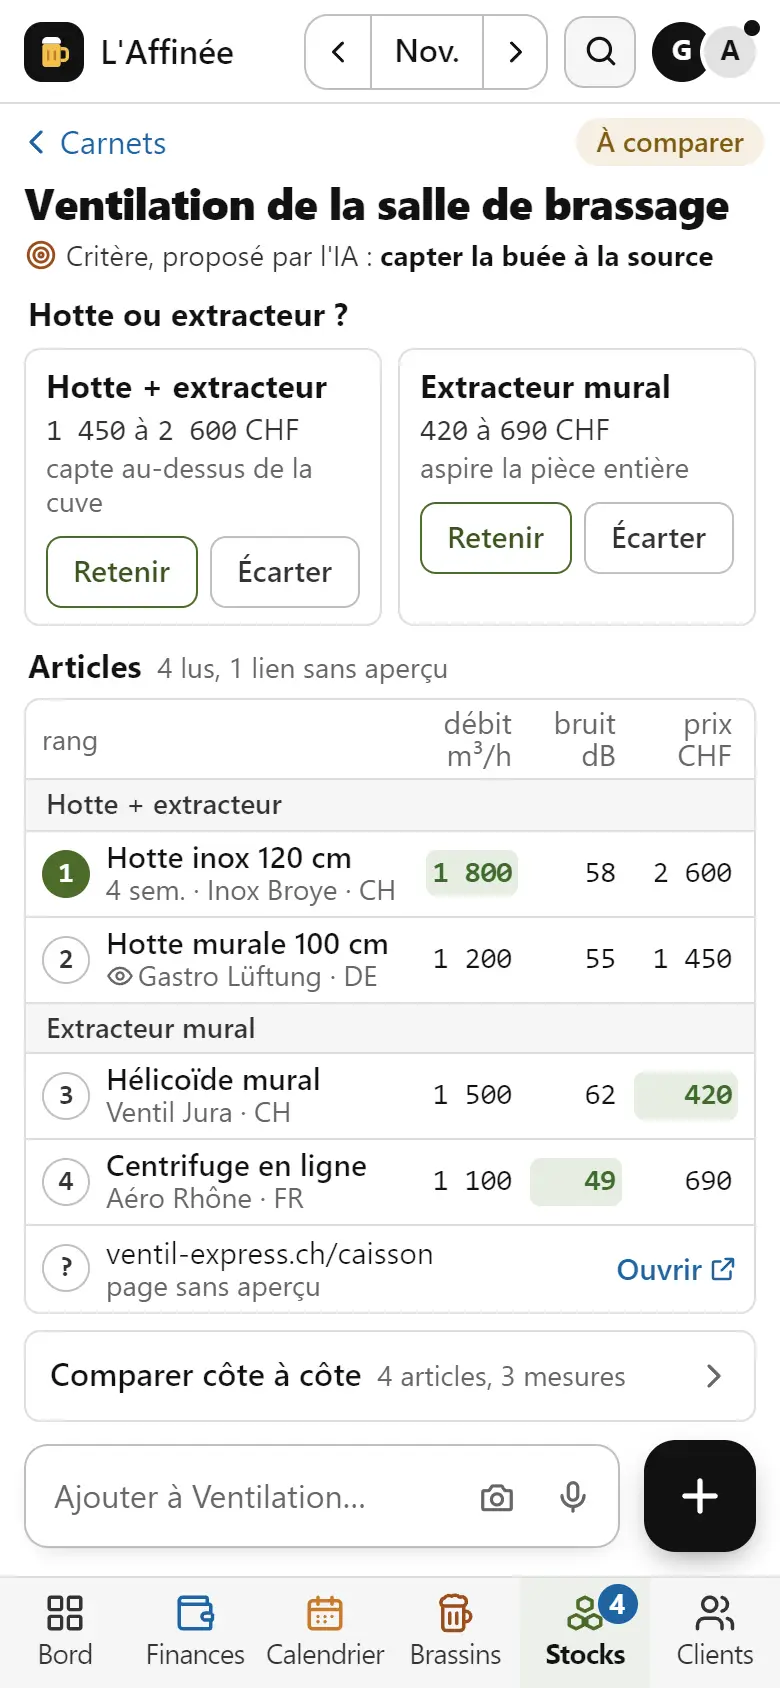 L'Affinée
Nov.
G
A
Carnets
À comparer
Ventilation de la salle de brassage
Critère, proposé par l'IA : capter la buée à la source
Hotte ou extracteur ?
Hotte + extracteur
1 450 à 2 600 CHF
capte au-dessus de la
cuve
Retenir
Écarter
Extracteur mural
420 à 690 CHF
aspire la pièce entière
Retenir
Écarter
Articles 4 lus, 1 lien sans aperçu
rang
débit
m³/h
bruit
dB
prix
CHF
Hotte + extracteur
1 Hotte inox 120 cm 1 800 58 2 600
4 sem. · Inox Broye · CH
2 Hotte murale 100 cm 1 200 55 1 450
Gastro Lüftung · DE
Extracteur mural
3 Hélicoïde mural 1 500 62 420
Ventil Jura · CH
4 Centrifuge en ligne 1 100 49 690
Aéro Rhône · FR
? ventil-express.ch/caisson
page sans aperçu
Ouvrir
Comparer côte à côte 4 articles, 3 mesures
Ajouter à Ventilation…
4
Bord Finances Calendrier Brassins Stocks Clients